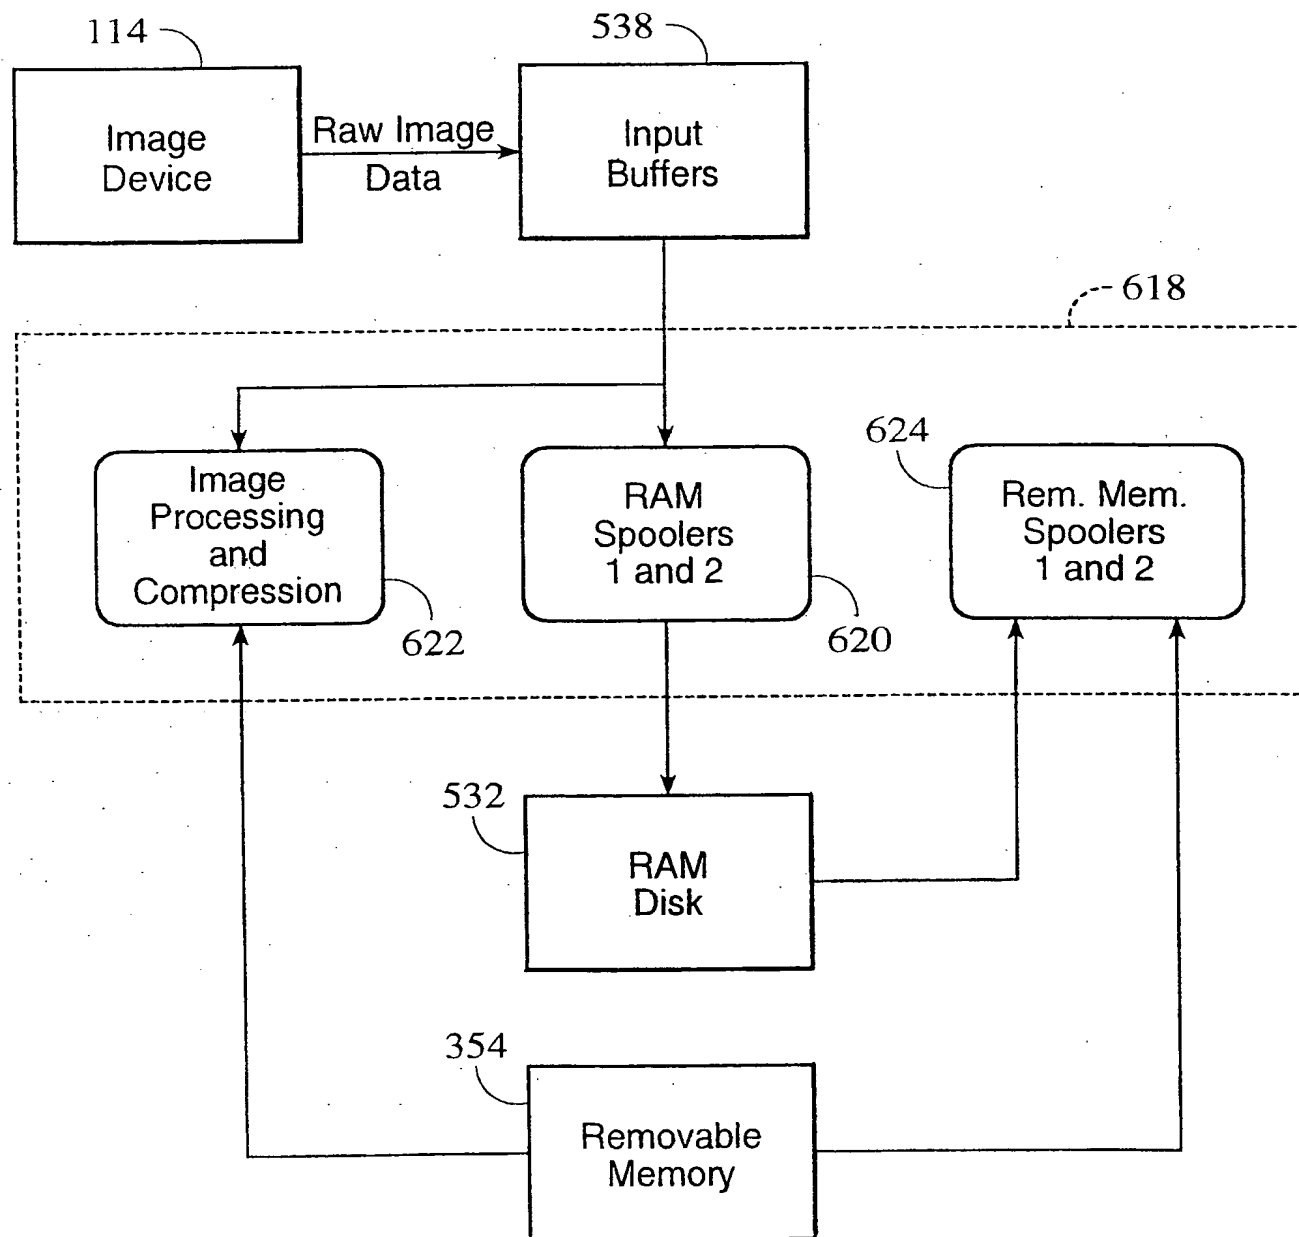 114
538
Image
Device
Raw Image
Data
Input
Buffers
618
624
Image
Processing
and
Compression
RAM
Spoolers
1 and 2
Rem. Mem.
Spoolers
1 and 2
622
620
532
RAM
Disk
354
Removable
Memory